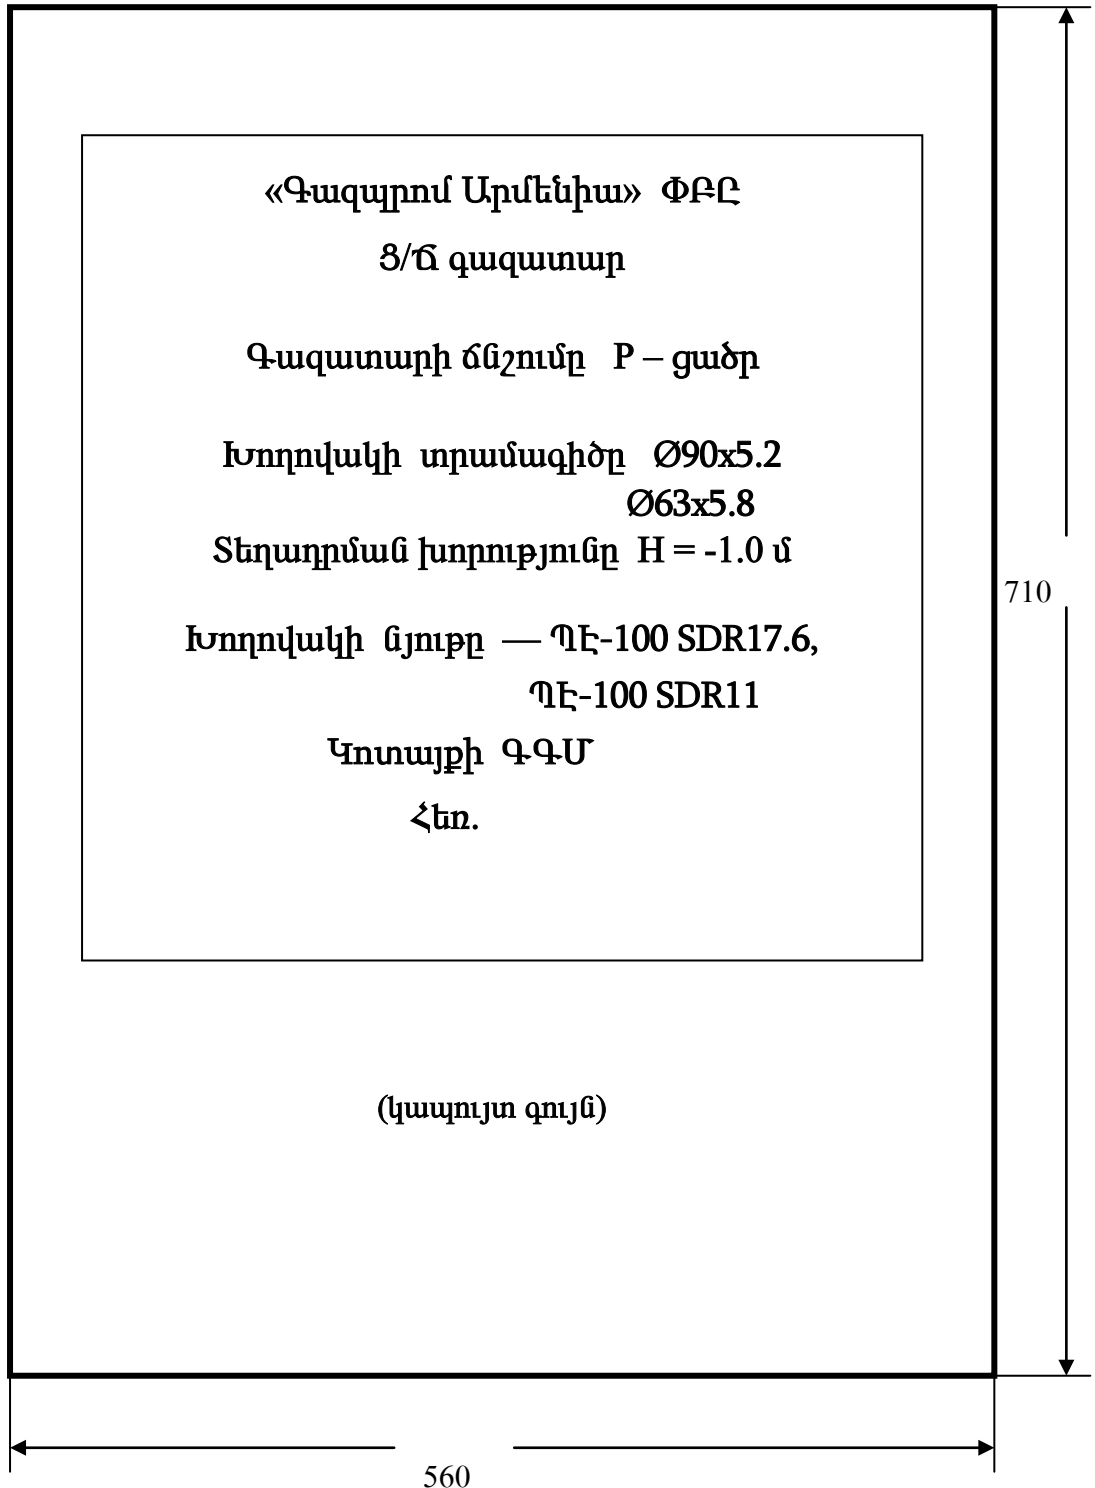 «Գազպրոմ Արմենիա» ՓԲԸ
Ց/Ճ գազատար
Գազատարի ճնշումը P – ցածր
Խողովակի տրամագիծը Ø90x5.2
Ø63x5.8
Տեղադրման խորությունը H = -1.0 մ
710
Խողովակի նյութը — ՊԷ-100 SDR17.6,
ՊԷ-100 SDR11
Կոտայքի ԳԳՄ
Հեռ.
(կապույտ գույն)
560